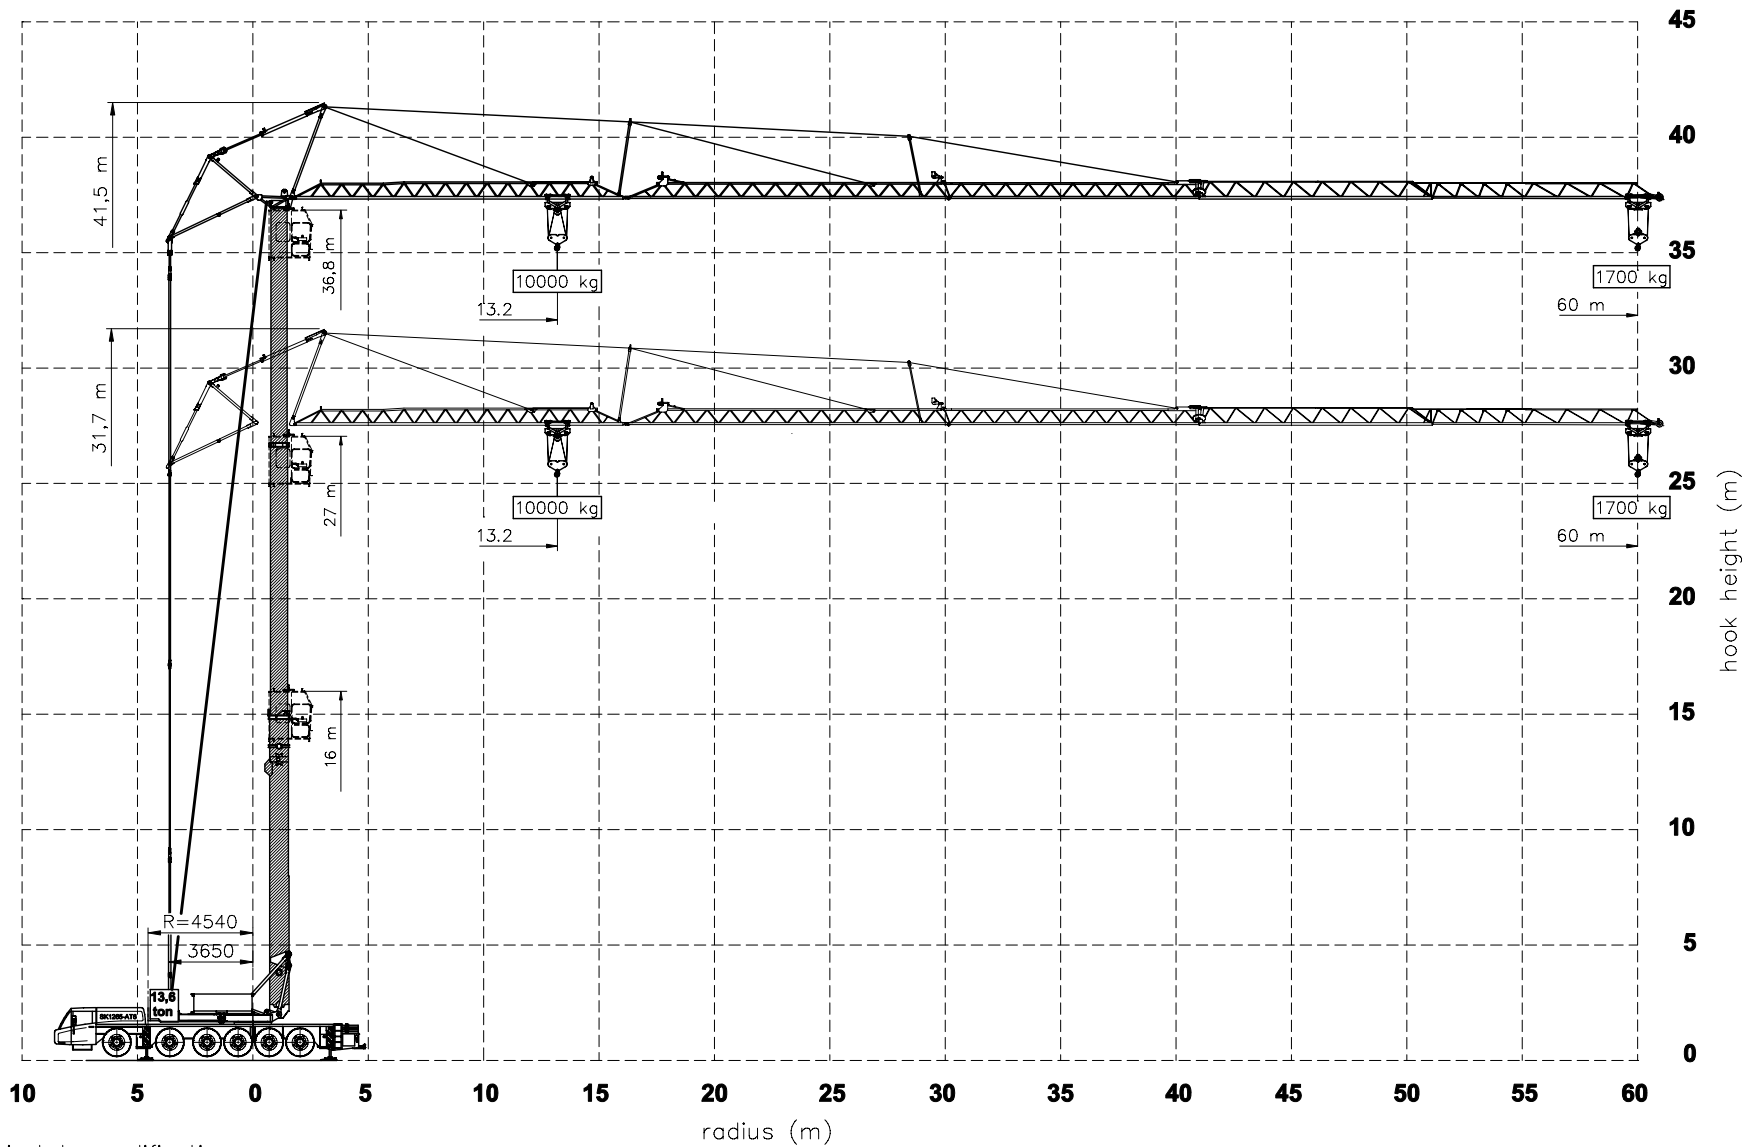 45
40
35
30
25
20
15
10
5
0
hook height (m)
41,5 m
36,8 m
10000 kg
13.2
1700 kg
60 m
31,7 m
27 m
10000 kg
13.2
1700 kg
60 m
16 m
R=4540
3650
13,6
ton
SK1265-AT6
10 5 0 5 10 15 20 25 30 35 40 45 50 55 60
radius (m)